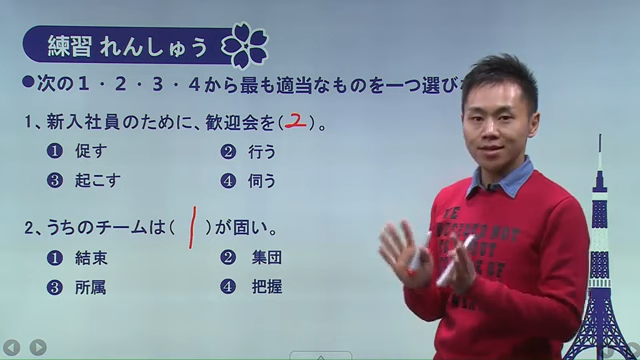 練習 れんしゅう
●次の1・2・3・4から最も適当なものを一つ選び
1、新入社員のために、歓迎会を(2)。
❶ 促す ❷ 行う
❸ 起こす ❹ 伺う
2、うちのチームは(1)が固い。
❶ 結束 ❷ 集団
❸ 所属 ❹ 把握